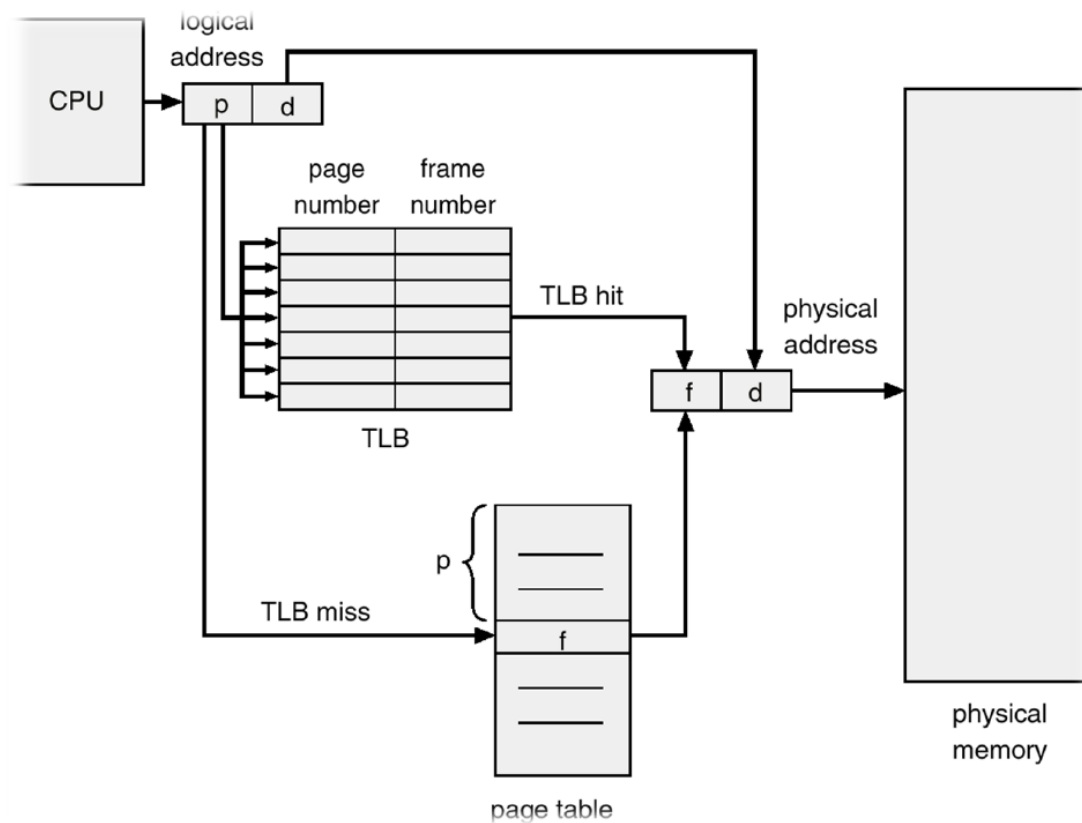 logical
address
CPU
p
d
page
number
frame
number
TLB hit
physical
address
f
d
TLB
p
TLB miss
f
physical
memory
page table